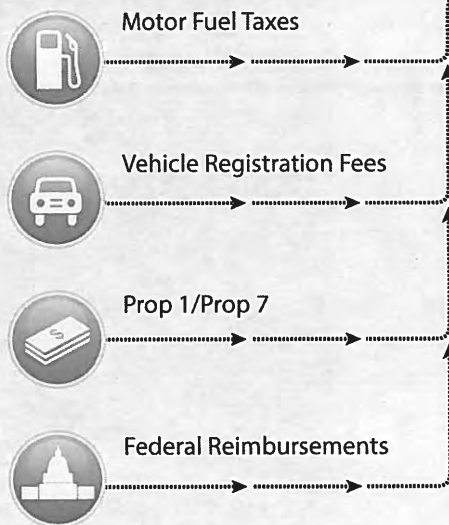 Motor Fuel Taxes
Vehicle Registration Fees
Prop 1/Prop 7
$
Federal Reimbursements